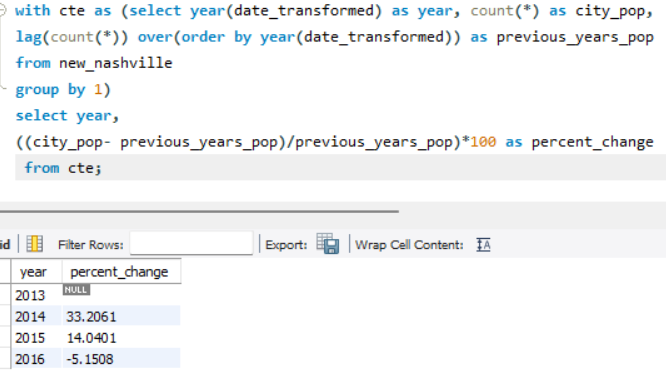 with cte as (select year(date_transformed) as year, count(*) as city_pop,
lag(count(*)) over(order by year(date_transformed)) as previous_years_pop
from new_nashville
group by 1)
select year,
((city_pop- previous_years_pop)/previous_years_pop)*100 as percent_change
from cte;
id Filter Rows: Export: Wrap Cell Content: IA
year percent_change
2013 NULL
2014 33.2061
2015 14.0401
2016 -5.1508